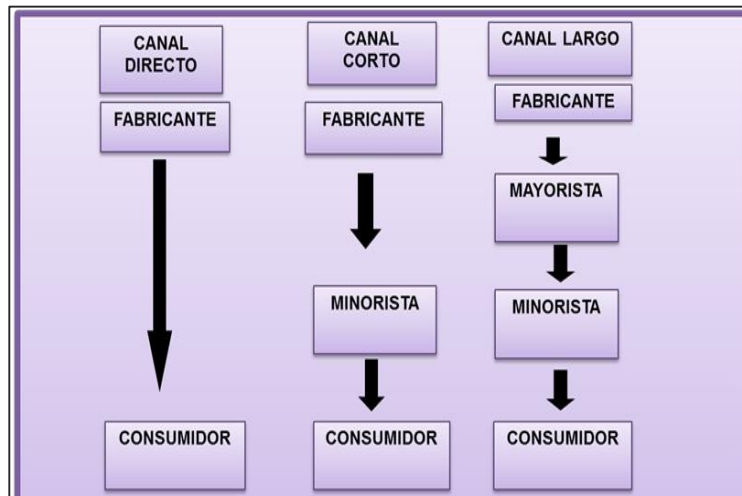 CANAL
DIRECTO
FABRICANTE
CONSUMIDOR
CANAL
CORTO
FABRICANTE
MINORISTA
CONSUMIDOR
CANAL LARGO
FABRICANTE
MAYORISTA
MINORISTA
CONSUMIDOR